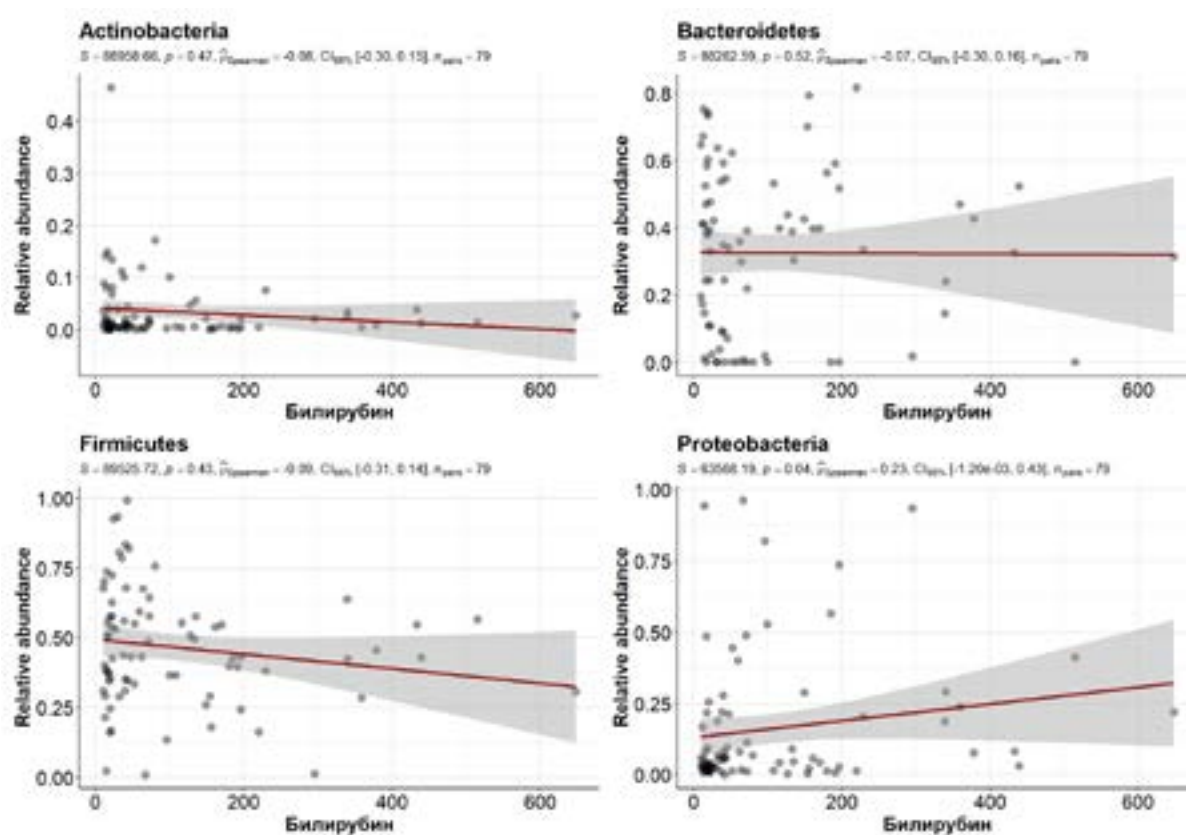 Actinobacteria
S = 88958.66, p = 0.47, ρ̂Spearman = -0.08, CI95% [-0.30, 0.15], npairs = 79
Relative abundance
0.4
0.3
0.2
0.1
0.0
0 200 400 600
Билирубин
Bacteroidetes
S = 88262.59, p = 0.52, ρ̂Spearman = -0.07, CI95% [-0.30, 0.16], npairs = 79
Relative abundance
0.8
0.6
0.4
0.2
0.0
0 200 400 600
Билирубин
Firmicutes
S = 89525.72, p = 0.43, ρ̂Spearman = -0.09, CI95% [-0.31, 0.14], npairs = 79
Relative abundance
1.00
0.75
0.50
0.25
0.00
0 200 400 600
Билирубин
Proteobacteria
S = 63568.19, p = 0.04, ρ̂Spearman = 0.23, CI95% [-1.20e-03, 0.43], npairs = 79
Relative abundance
1.00
0.75
0.50
0.25
0.00
0 200 400 600
Билирубин